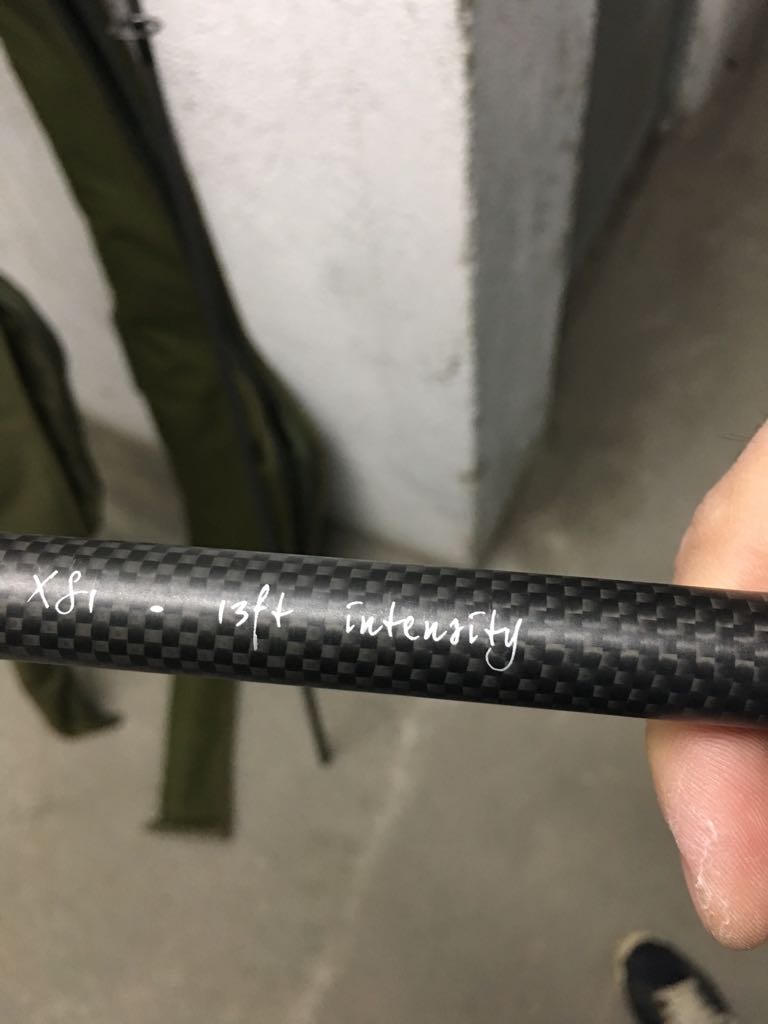 XS1 - 13ft intensity